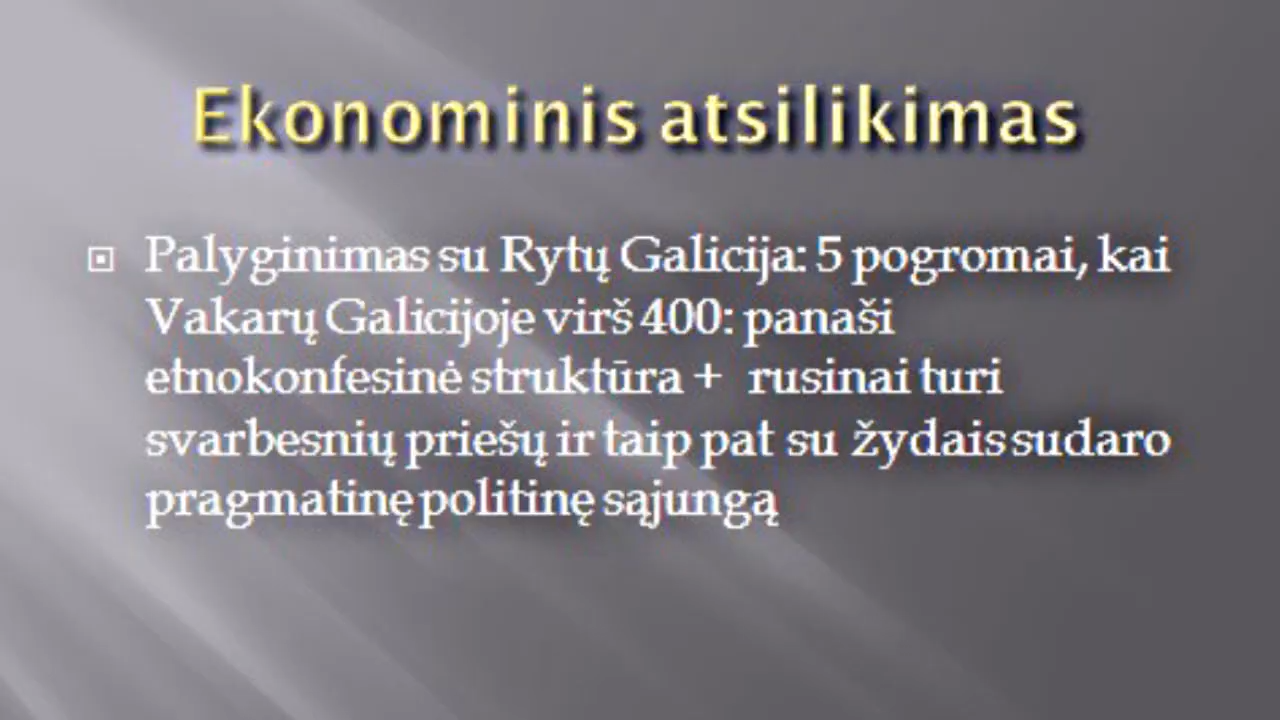 Ekonominis atsilikimas
Palyginimas su Rytų Galicija: 5 pogromai, kai
Vakarų Galicijoje virš 400: panaši
etnokonfesinė struktūra + rusinai turi
svarbesnių priešų ir taip pat su žydais sudaro
pragmatinę politinę sąjungą